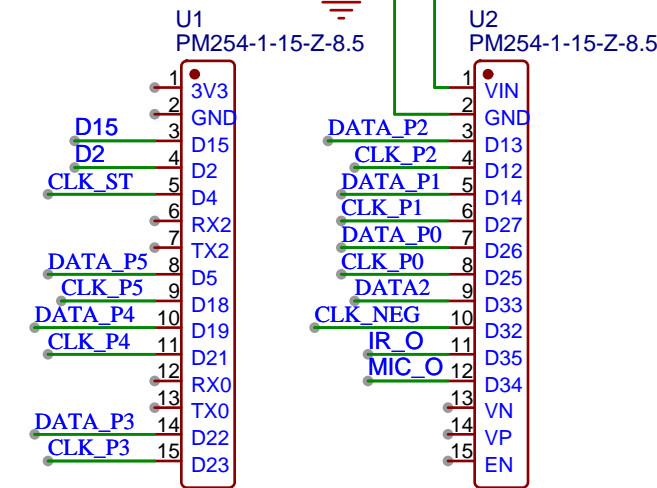 U1
PM254-1-15-Z-8.5
1 3V3
2 GND
D15 3 D15
D2 4 D2
CLK_ST 5 D4
6 RX2
7 TX2
DATA_P5 8 D5
CLK_P5 9 D18
DATA_P4 10 D19
CLK_P4 11 D21
12 RX0
13 TX0
DATA_P3 14 D22
CLK_P3 15 D23
U2
PM254-1-15-Z-8.5
1 VIN
2 GND
DATA_P2 3 D13
CLK_P2 4 D12
DATA_P1 5 D14
CLK_P1 6 D27
DATA_P0 7 D26
CLK_P0 8 D25
DATA2 9 D33
CLK_NEG 10 D32
IR_O 11 D35
MIC_O 12 D34
13 VN
14 VP
15 EN